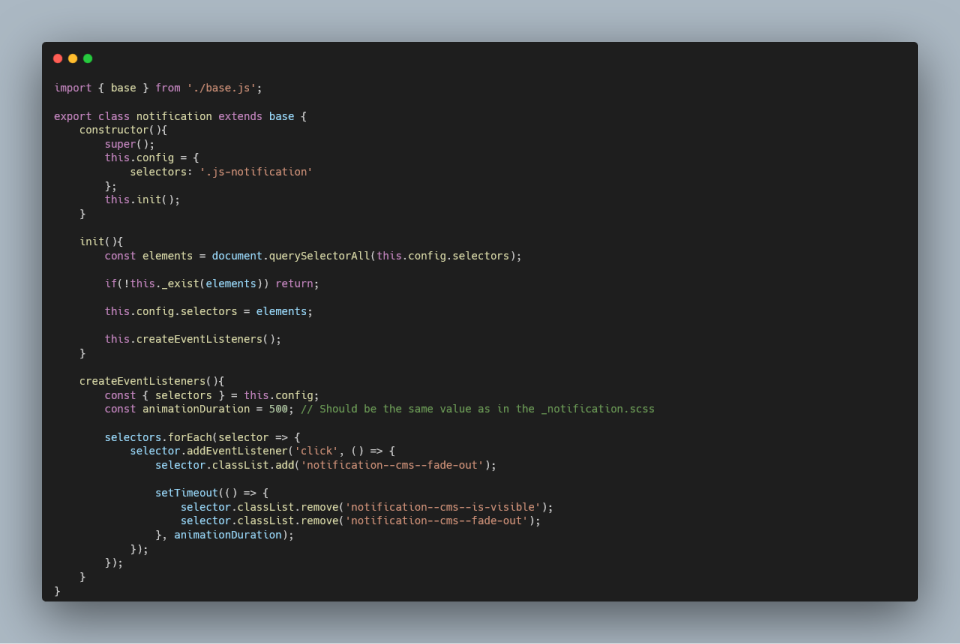 import { base } from './base.js';
export class notification extends base {
constructor(){
super();
this.config = {
selectors: '.js-notification'
};
this.init();
}
init(){
const elements = document.querySelectorAll(this.config.selectors);
if(!this._exist(elements)) return;
this.config.selectors = elements;
this.createEventListeners();
}
createEventListeners(){
const { selectors } = this.config;
const animationDuration = 500; // Should be the same value as in the _notification.scss
selectors.forEach(selector => {
selector.addEventListener('click', () => {
selector.classList.add('notification--cms--fade-out');
setTimeout(() => {
selector.classList.remove('notification--cms--is-visible');
selector.classList.remove('notification--cms--fade-out');
}, animationDuration);
});
});
}
}